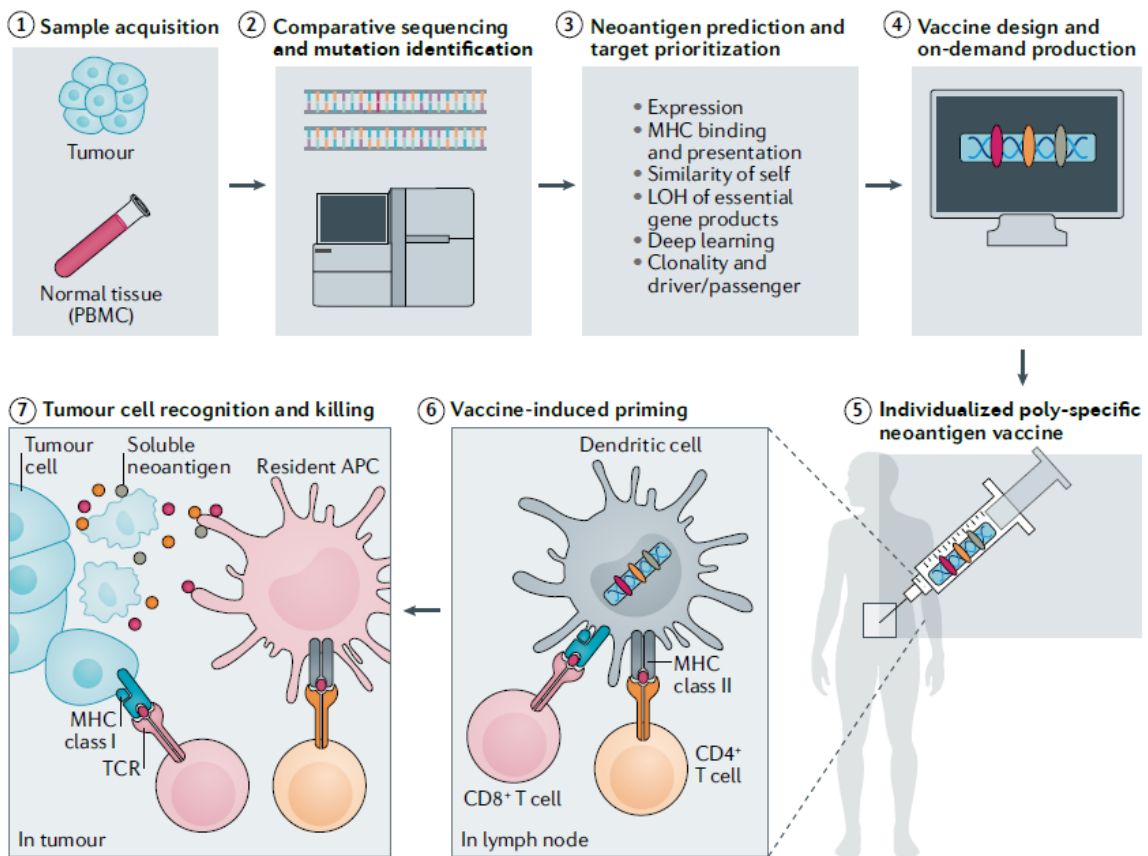 1 Sample acquisition
Tumour
Normal tissue
(PBMC)
2 Comparative sequencing
and mutation identification
3 Neoantigen prediction and
target prioritization
• Expression
• MHC binding
and presentation
• Similarity of self
• LOH of essential
gene products
• Deep learning
• Clonality and
driver/passenger
4 Vaccine design and
on-demand production
5 Individualized poly-specific
neoantigen vaccine
6 Vaccine-induced priming
Dendritic cell
MHC
class II
CD4+
T cell
CD8+ T cell
In lymph node
7 Tumour cell recognition and killing
Tumour
cell
Soluble
neoantigen
Resident APC
MHC
class I
TCR
In tumour